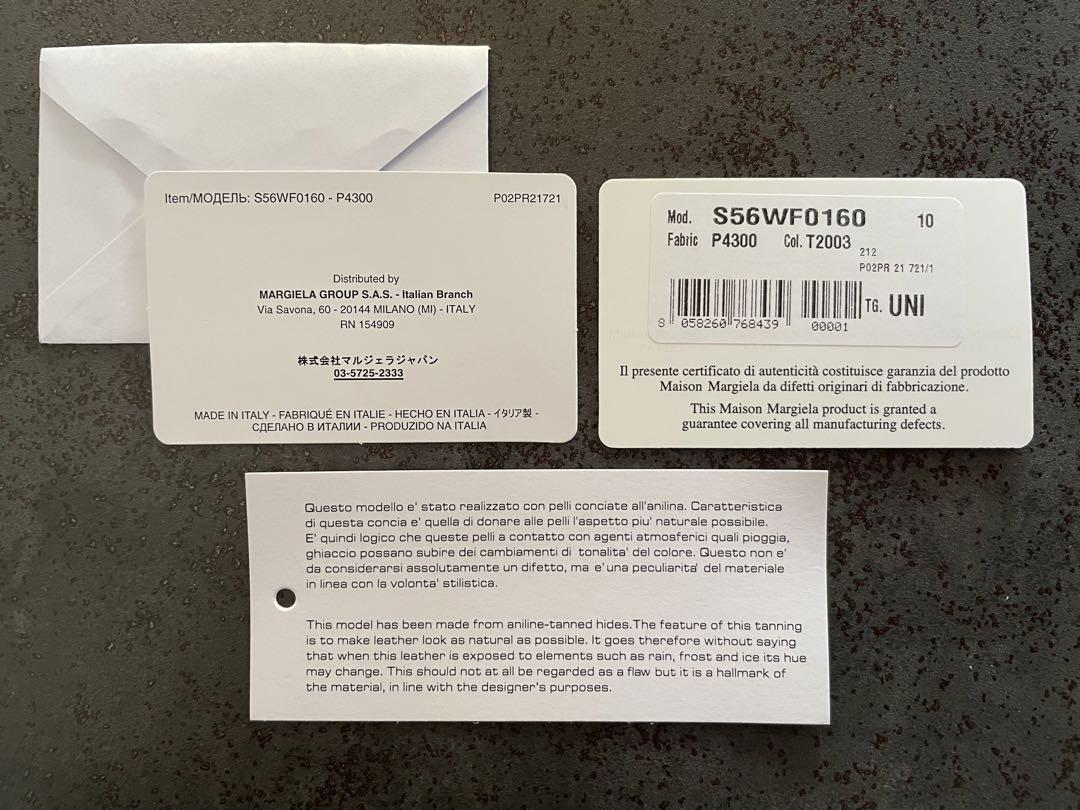 Item/МОДЕЛЬ: S56WF0160 - P4300
P02PR21721
Distributed by
MARGIELA GROUP S.A.S. - Italian Branch
Via Savona, 60 - 20144 MILANO (MI) - ITALY
RN 154909
株式会社マルジェラジャパン
03-5725-2333
MADE IN ITALY - FABRIQUÉ EN ITALIE - HECHO EN ITALIA - イタリア製 -
СДЕЛАНО В ИТАЛИИ - PRODUZIDO NA ITALIA
Mod. S56WF0160 10
Fabric P4300 Col. T2003
212
P02PR 21 721/1
TG. UNI
8 058260 768439 00001
Il presente certificato di autenticità costituisce garanzia del prodotto
Maison Margiela da difetti originari di fabbricazione.
This Maison Margiela product is granted a
guarantee covering all manufacturing defects.
Questo modello e' stato realizzato con pelli conciate all'anilina. Caratteristica
di questa concia e' quella di donare alle pelli l'aspetto piu' naturale possibile.
E' quindi logico che queste pelli a contatto con agenti atmosferici quali pioggia,
ghiaccio possano subire dei cambiamenti di tonalita' del colore. Questo non e'
da considerarsi assolutamente un difetto, ma e'una peculiarita' del materiale
in linea con la volonta' stilistica.
This model has been made from aniline-tanned hides.The feature of this tanning
is to make leather look as natural as possible. It goes therefore without saying
that when this leather is exposed to elements such as rain, frost and ice its hue
may change. This should not at all be regarded as a flaw but it is a hallmark of
the material, in line with the designer's purposes.